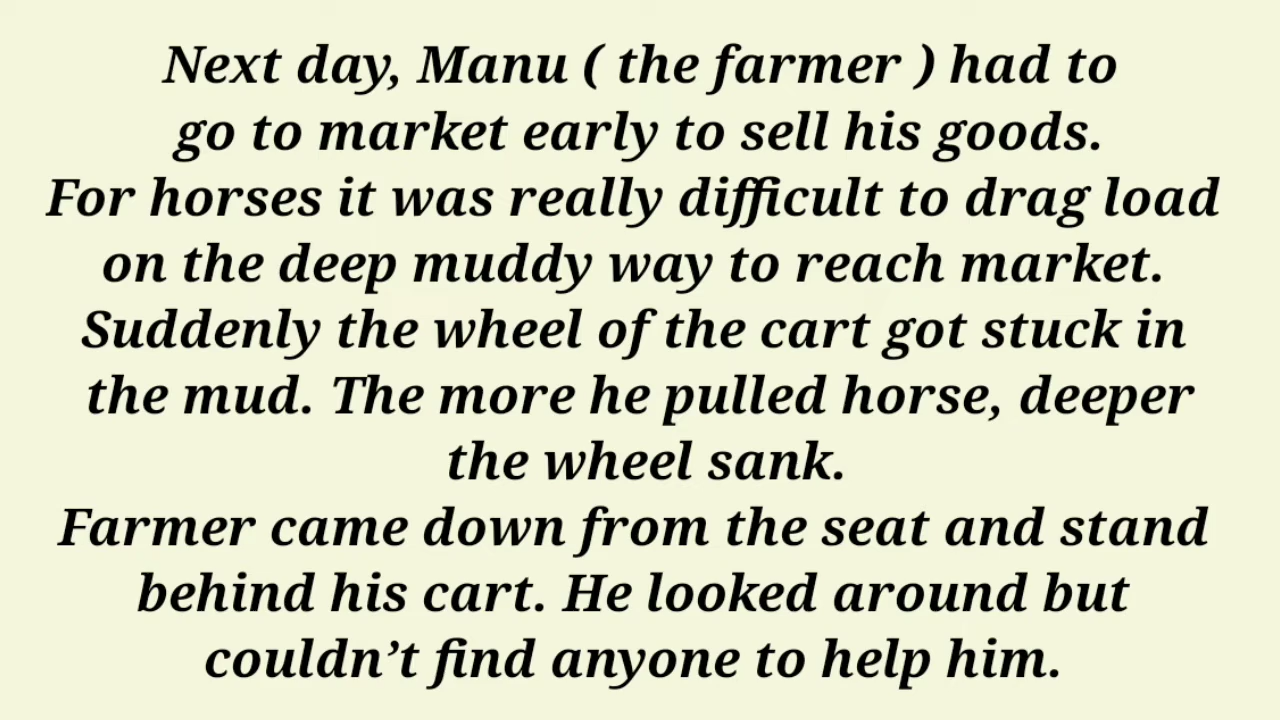 Next day, Manu ( the farmer ) had to
go to market early to sell his goods.
For horses it was really difficult to drag load
on the deep muddy way to reach market.
Suddenly the wheel of the cart got stuck in
the mud. The more he pulled horse, deeper
the wheel sank.
Farmer came down from the seat and stand
behind his cart. He looked around but
couldn’t find anyone to help him.